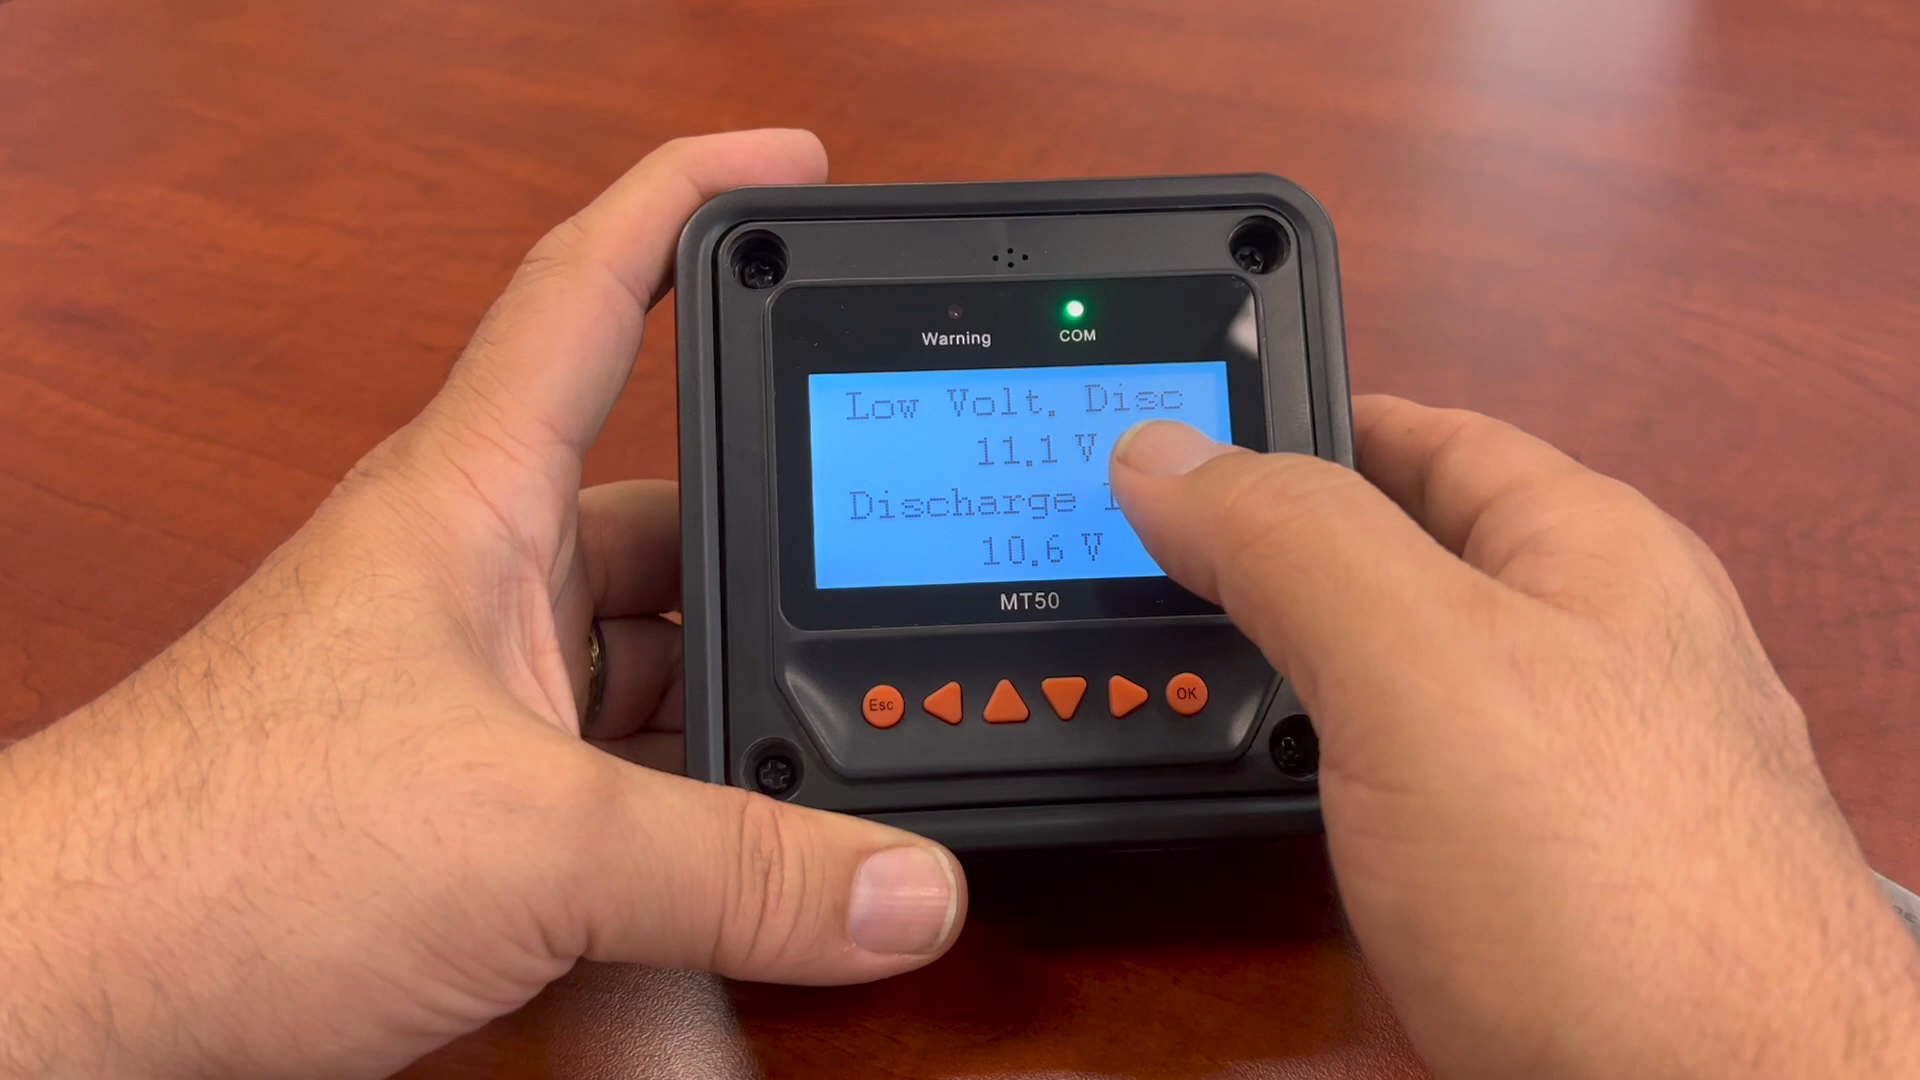 Warning COM
Low Volt. Disc
11.1 V
Discharge
10.6 V
MT50
Esc OK